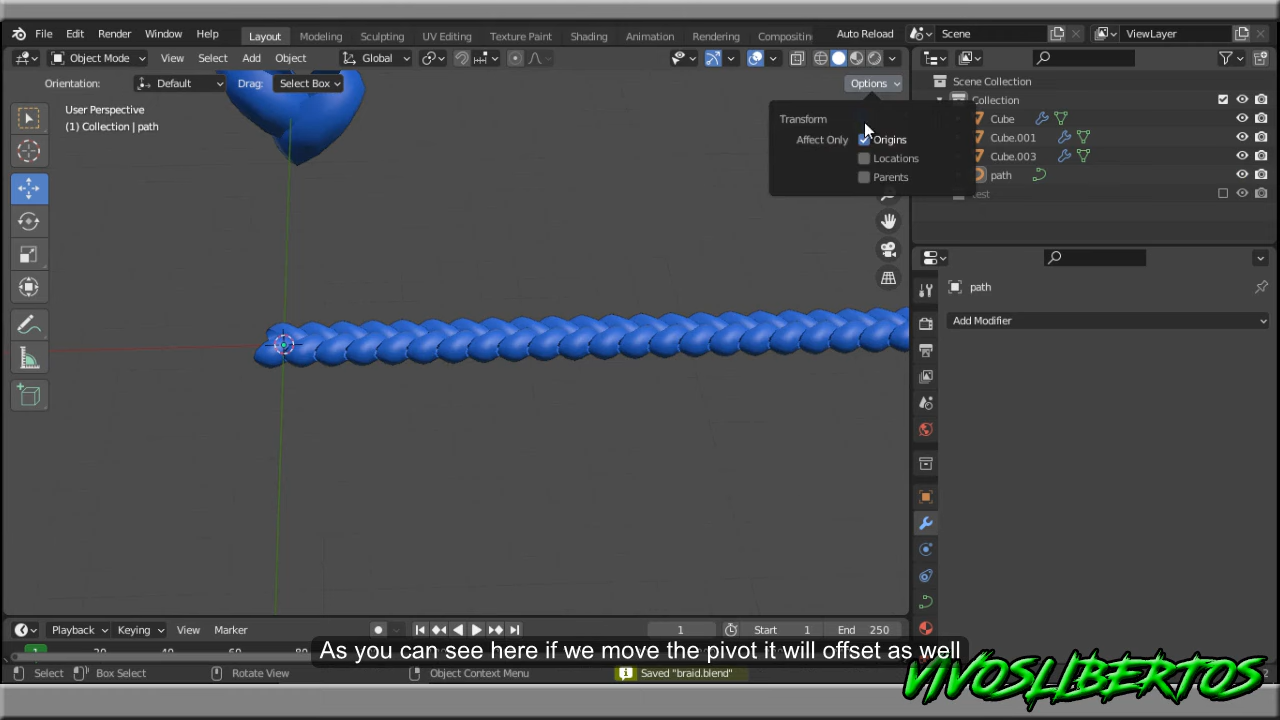 File Edit Render Window Help Layout Modeling Sculpting UV Editing Texture Paint Shading Animation Rendering Compositin Auto Reload Scene ViewLayer
Object Mode View Select Add Object Global
Orientation: Default Drag: Select Box Options
Scene Collection
Collection
Cube
Cube.001
Cube.003
path
User Perspective
(1) Collection | path
Transform
Affect Only Origins
Locations
Parents
path
Add Modifier
Playback Keying View Marker 1 Start 1 End 250
1
As you can see here if we move the pivot it will offset as well
Select Rotate View Object Context Menu Saved "braid.blend"
VIVOSLIBERTOS